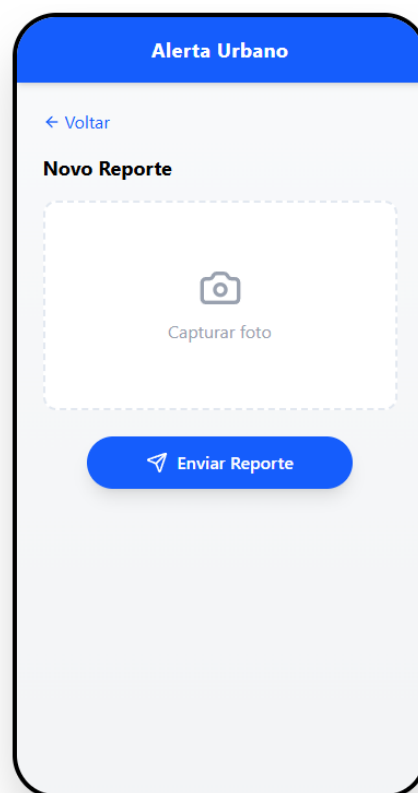 Alerta Urbano
← Voltar
Novo Reporte
Capturar foto
Enviar Reporte